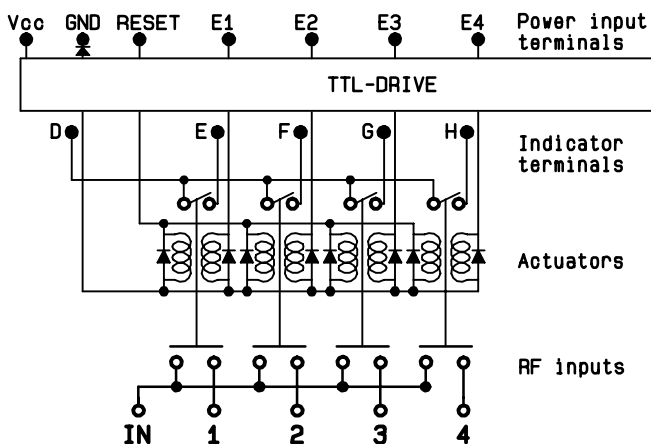 Vcc GND RESET E1 E2 E3 E4 Power input
terminals
TTL-DRIVE
D E F G H Indicator
terminals
Actuators
RF inputs
IN 1 2 3 4